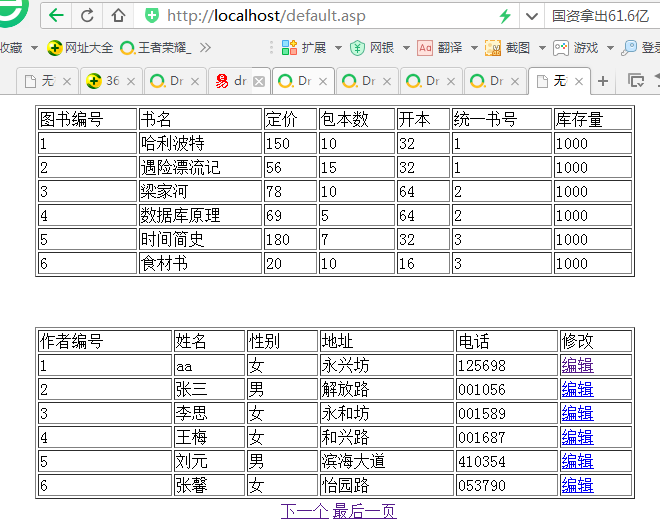 http://localhost/default.asp 国资拿出61.6亿
收藏 网址大全 王者荣耀_ » 扩展 网银 Aa 翻译 截图 游戏 登录
无 36 Dr dr Dr Dr Dr Dr 无
图书编号 书名 定价 包本数 开本 统一书号 库存量
1 哈利波特 150 10 32 1 1000
2 遇险漂流记 56 15 32 1 1000
3 梁家河 78 10 64 2 1000
4 数据库原理 69 5 64 2 1000
5 时间简史 180 7 32 3 1000
6 食材书 20 10 16 3 1000
作者编号 姓名 性别 地址 电话 修改
1 aa 女 永兴坊 125698 编辑
2 张三 男 解放路 001056 编辑
3 李思 女 永和坊 001589 编辑
4 王梅 女 和兴路 001687 编辑
5 刘元 男 滨海大道 410354 编辑
6 张馨 女 怡园路 053790 编辑
下一个 最后一页